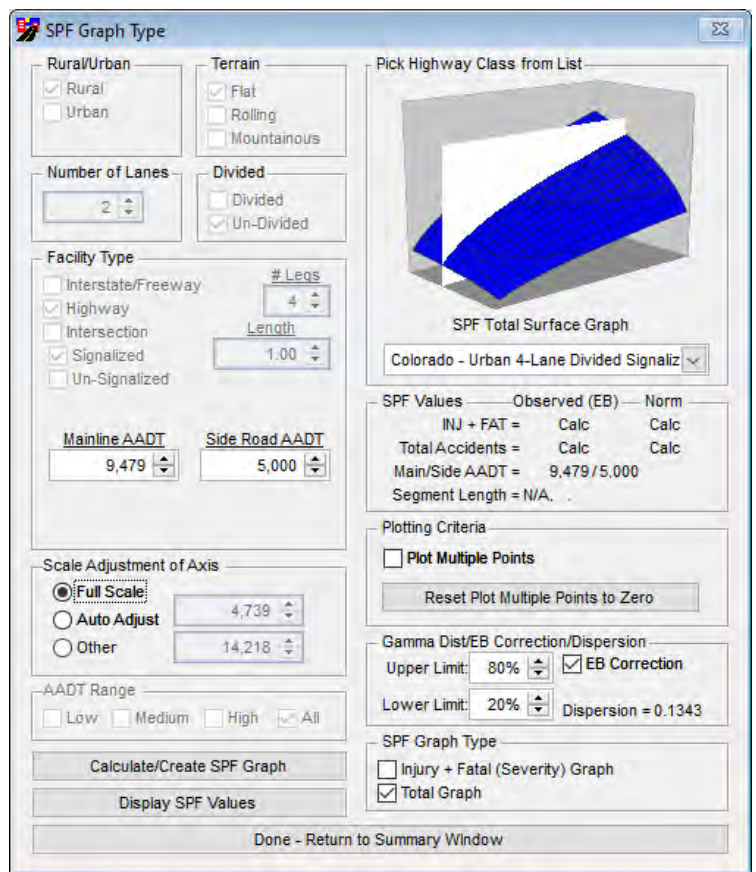 SPF Graph Type
Rural/Urban
Rural
Urban
Terrain
Flat
Rolling
Mountainous
Number of Lanes
2
Divided
Divided
Un-Divided
Facility Type
Interstate/Freeway
Highway
Intersection
Signalized
Un-Signalized
# Legs
4
Length
1.00
Mainline AADT
9,479
Side Road AADT
5,000
Scale Adjustment of Axis
Full Scale
Auto Adjust
Other
4,739
14,218
AADT Range
Low Medium High All
Calculate/Create SPF Graph
Display SPF Values
Pick Highway Class from List
SPF Total Surface Graph
Colorado - Urban 4-Lane Divided Signaliz
SPF Values Observed (EB) Norm
INJ + FAT = Calc Calc
Total Accidents = Calc Calc
Main/Side AADT = 9,479 / 5,000
Segment Length = N/A, .
Plotting Criteria
Plot Multiple Points
Reset Plot Multiple Points to Zero
Gamma Dist/EB Correction/Dispersion
Upper Limit: 80% EB Correction
Lower Limit: 20% Dispersion = 0.1343
SPF Graph Type
Injury + Fatal (Severity) Graph
Total Graph
Done - Return to Summary Window